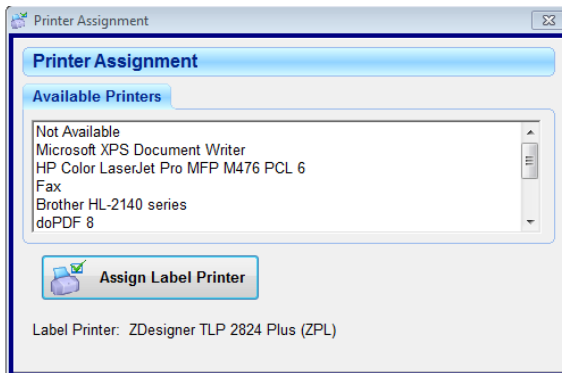 Printer Assignment
Printer Assignment
Available Printers
Not Available
Microsoft XPS Document Writer
HP Color LaserJet Pro MFP M476 PCL 6
Fax
Brother HL-2140 series
doPDF 8
Assign Label Printer
Label Printer: ZDesigner TLP 2824 Plus (ZPL)